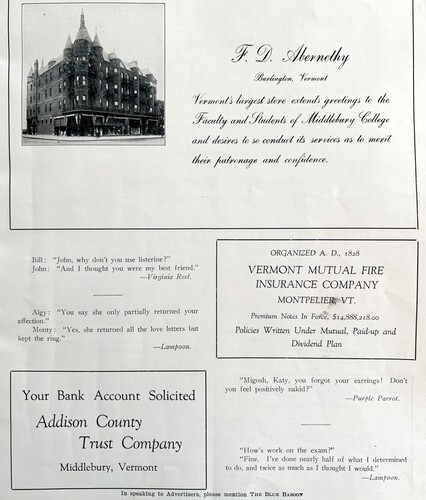 F. D. Abernethy
Burlington, Vermont
Vermont's largest store extends greetings to the
Faculty and Students of Middlebury College
and desires to so conduct its services as to merit
their patronage and confidence.
Bill: "John, why don't you use listerine?"
John: "And I thought you were my best friend."
—Virginia Reel.
Algy: "You say she only partially returned your
affection."
Monty: "Yes, she returned all the love letters but
kept the ring."
—Lampoon.
ORGANIZED A. D., 1828
VERMONT MUTUAL FIRE
INSURANCE COMPANY
MONTPELIER, VT.
Premium Notes In Force, $14,888,218.00
Policies Written Under Mutual, Paid-up and
Dividend Plan
Your Bank Account Solicited
Addison County
Trust Company
Middlebury, Vermont
"Migosh, Katy, you forgot your earrings! Don't
you feel positively nakid?"
—Purple Parrot.
"How's work on the exam?"
"Fine. I've done nearly half of what I determined
to do, and twice as much as I thought I would."
—Lampoon.
In speaking to Advertisers, please mention THE BLUE BABOON